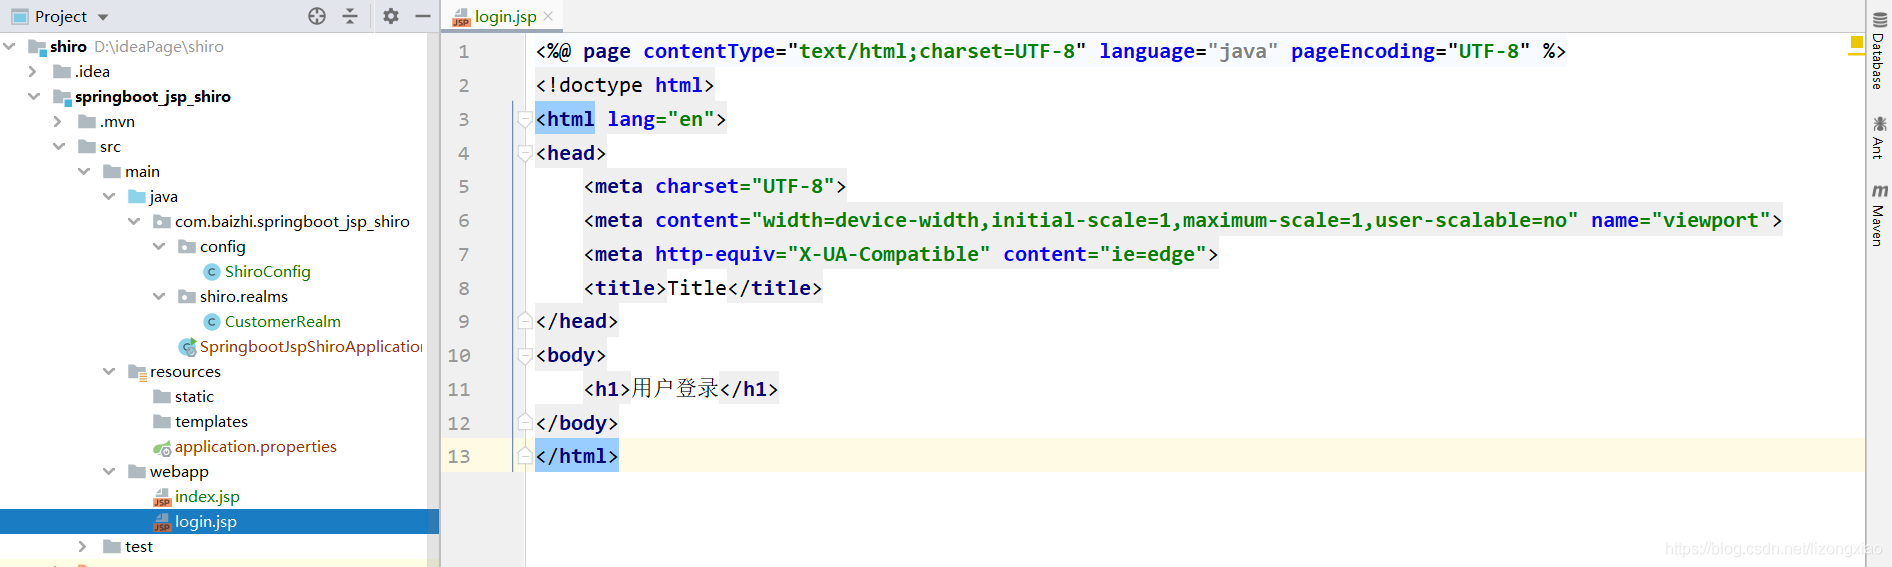 Project
shiro D:\ideaPage\shiro
.idea
springboot_jsp_shiro
.mvn
src
main
java
com.baizhi.springboot_jsp_shiro
config
ShiroConfig
shiro.realms
CustomerRealm
SpringbootJspShiroApplication
resources
static
templates
application.properties
webapp
index.jsp
login.jsp
test
login.jsp
1 <%@ page contentType="text/html;charset=UTF-8" language="java" pageEncoding="UTF-8" %>
2 <!doctype html>
3 <html lang="en">
4 <head>
5 <meta charset="UTF-8">
6 <meta content="width=device-width,initial-scale=1,maximum-scale=1,user-scalable=no" name="viewport">
7 <meta http-equiv="X-UA-Compatible" content="ie=edge">
8 <title>Title</title>
9 </head>
10 <body>
11 <h1>用户登录</h1>
12 </body>
13 </html>
Database
Ant
Maven
https://blog.csdn.net/lizongxiao